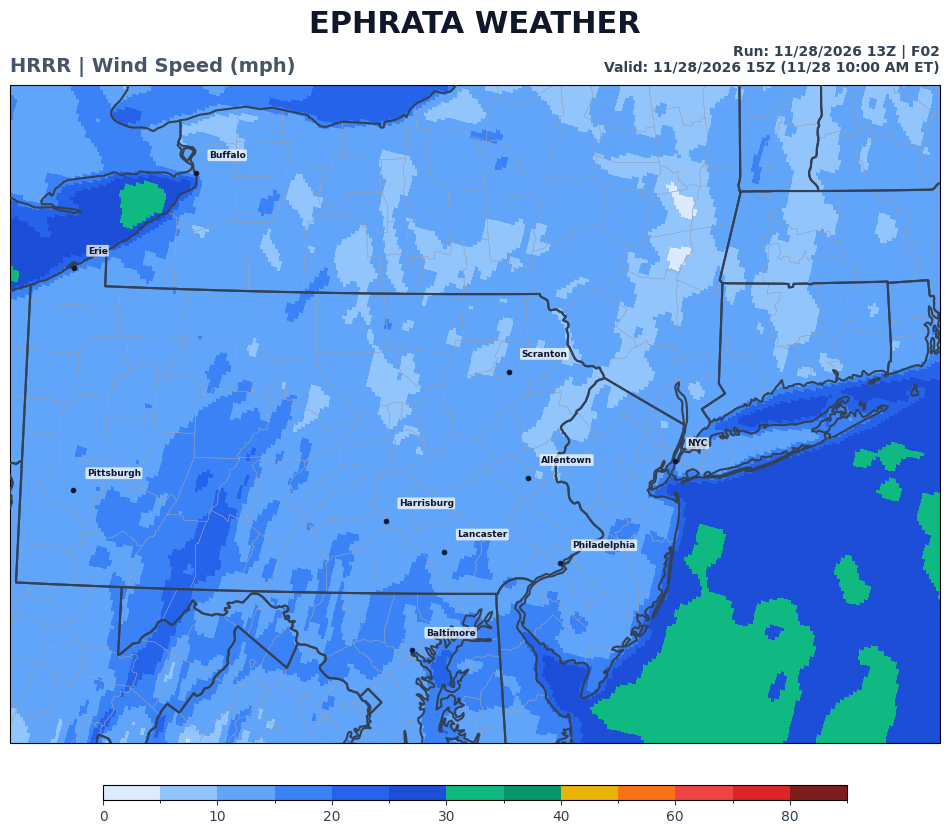 EPHRATA WEATHER
HRRR | Wind Speed (mph)
Run: 11/28/2026 13Z | F02
Valid: 11/28/2026 15Z (11/28 10:00 AM ET)
Buffalo
Erie
Scranton
NYC
Allentown
Pittsburgh
Harrisburg
Lancaster
Philadelphia
Baltimore
0 10 20 30 40 50 60 70 80